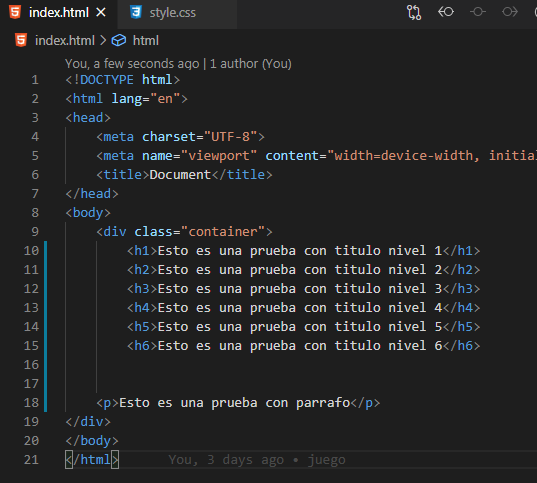 index.html style.css
index.html > html
You, a few seconds ago | 1 author (You)
1 <!DOCTYPE html>
2 <html lang="en">
3 <head>
4 <meta charset="UTF-8">
5 <meta name="viewport" content="width=device-width, initial
6 <title>Document</title>
7 </head>
8 <body>
9 <div class="container">
10 <h1>Esto es una prueba con titulo nivel 1</h1>
11 <h2>Esto es una prueba con titulo nivel 2</h2>
12 <h3>Esto es una prueba con titulo nivel 3</h3>
13 <h4>Esto es una prueba con titulo nivel 4</h4>
14 <h5>Esto es una prueba con titulo nivel 5</h5>
15 <h6>Esto es una prueba con titulo nivel 6</h6>
16
17
18 <p>Esto es una prueba con parrafo</p>
19 </div>
20 </body>
21 </html> You, 3 days ago • juego